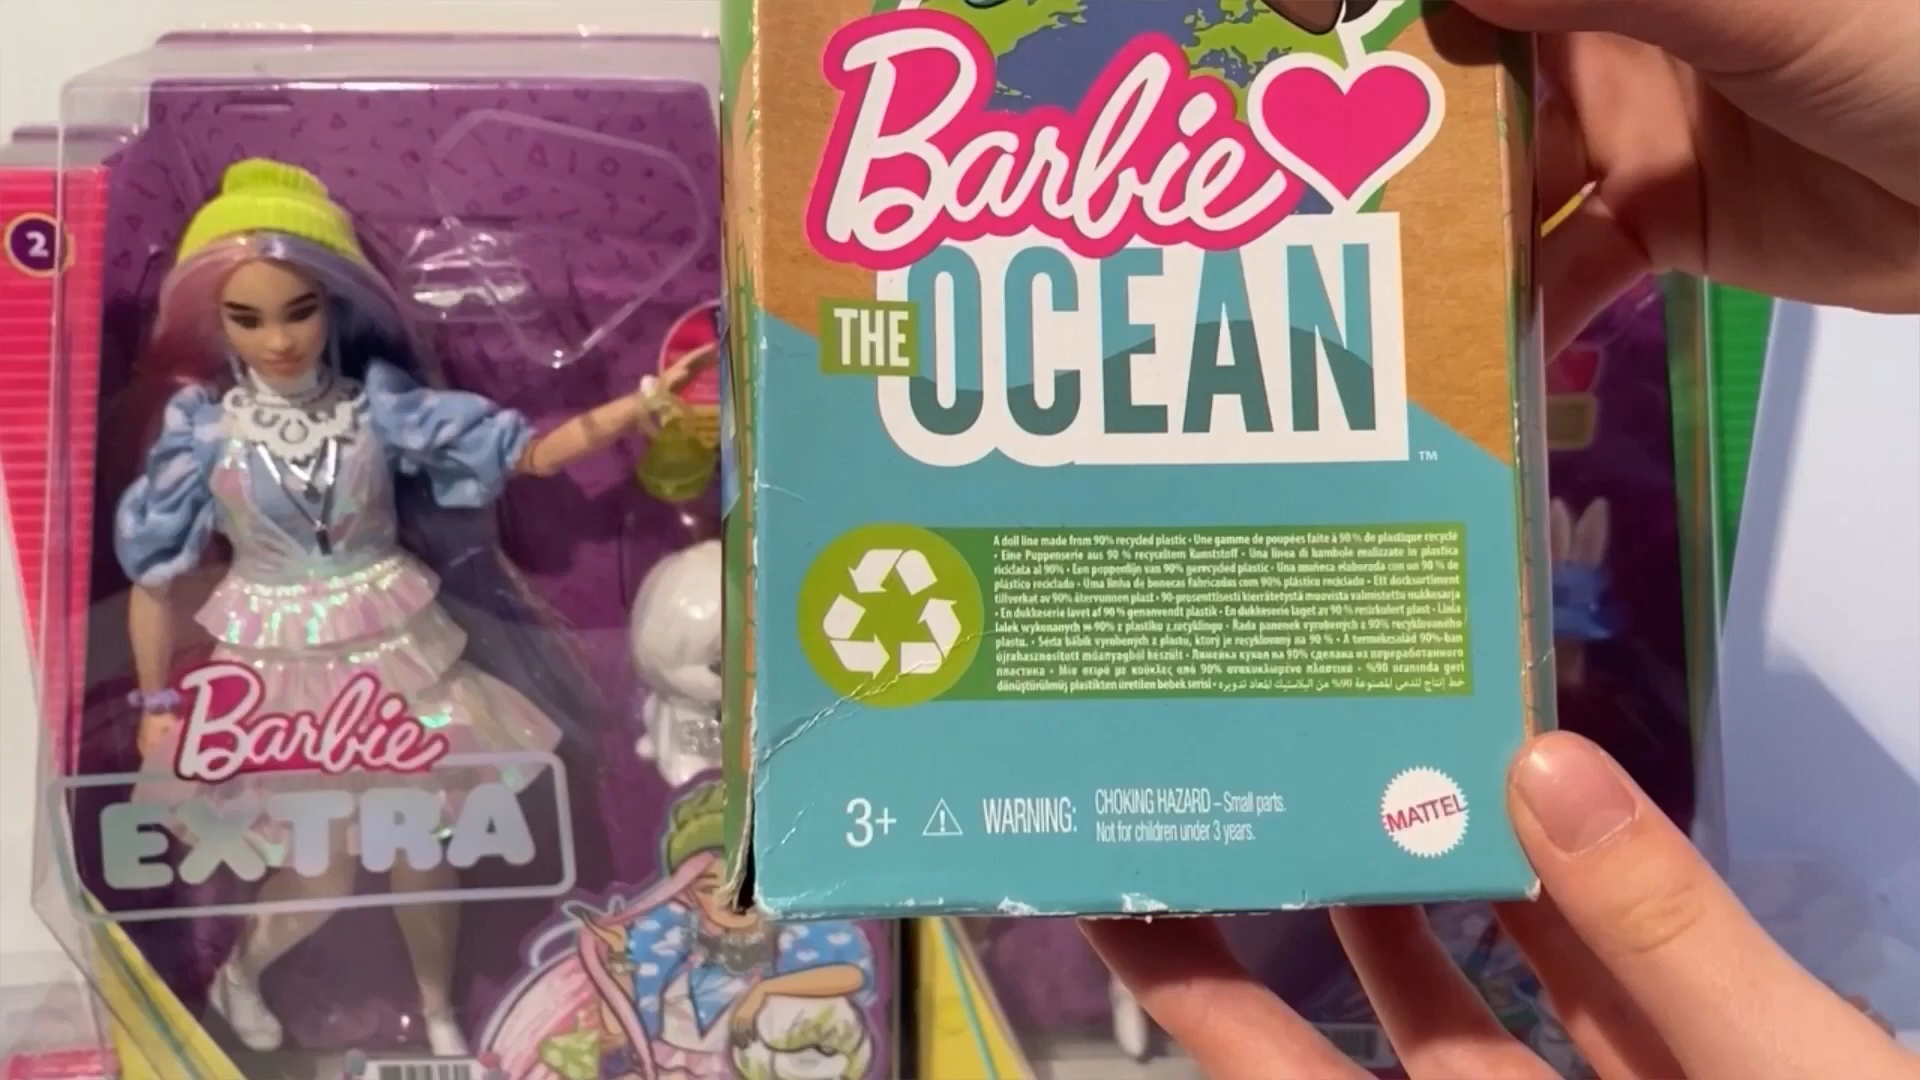 2
Barbie
THE
OCEAN
™
A doll line made from 90% recycled plastic • Une gamme de poupées faite à 90 % de plastique recyclé
• Eine Puppenserie aus 90 % recyceltem Kunststoff • Una linea di bambole realizzate in plastica
riciclata al 90% • Een poppenlijn van 90% gerecycled plastic • Una muñeca elaborada con un 90 % de
plástico reciclado • Uma linha de bonecas fabricadas com 90% plástico reciclado • Ett docksortiment
tillverkat av 90% återvunnen plast • 90-prosenttisesti kierrätetystä muovista valmistettu nukkesarja
• En dukkeserie lavet af 90 % genanvendt plastik • En dukkeserie laget av 90 % resirkulert plast • Linia
lalek wykonanych w 90% z plastiku z recyklingu • Řada panenek vyrobených z 90% recyklovaného
plastu. • Séria bábik vyrobených z plastu, ktorý je recyklovaný na 90 % • A termékcsalád 90%-ban
újrahasznosított műanyagból készült • Линейка кукол на 90% сделана из переработанного
пластика • Μια σειρά με κούκλες από 90% ανακυκλωμένο πλαστικό • %90 oranında geri
dönüştürülmüş plastikten üretilen bebek serisi • خط إنتاج للدمى المصنوعة 90% من البلاستيك المُعاد تدويره
3+ WARNING: CHOKING HAZARD – Small parts.
Not for children under 3 years.
MATTEL
Barbie
EXTRA